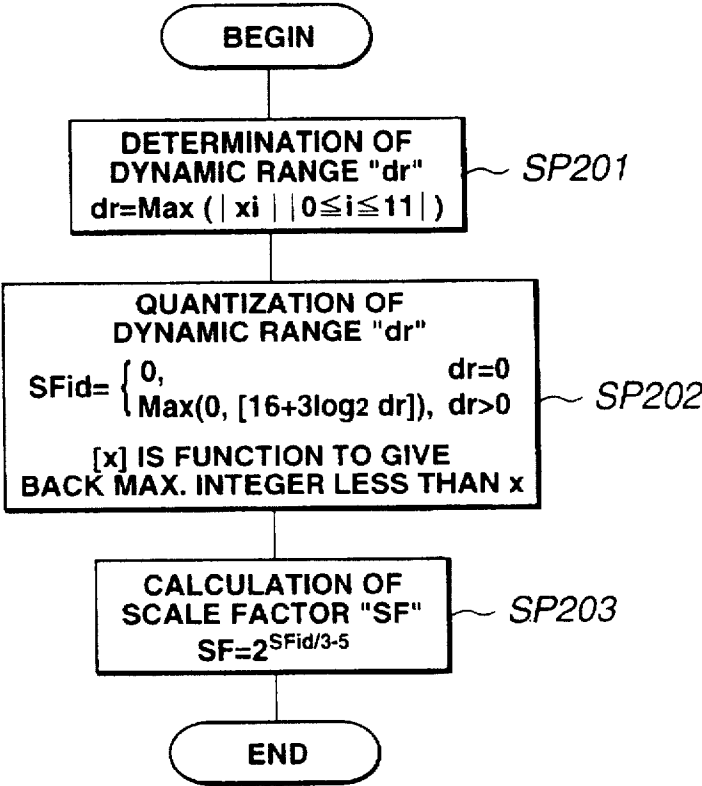 BEGIN
DETERMINATION OF
DYNAMIC RANGE "dr"
dr=Max (|xi| |0≦i≦11|)
SP201
QUANTIZATION OF
DYNAMIC RANGE "dr"
SFid= { 0, dr=0
Max(0, [16+3log2 dr]), dr>0
SP202
[x] IS FUNCTION TO GIVE
BACK MAX. INTEGER LESS THAN x
CALCULATION OF
SCALE FACTOR "SF"
SF=2^SFid/3-5
SP203
END